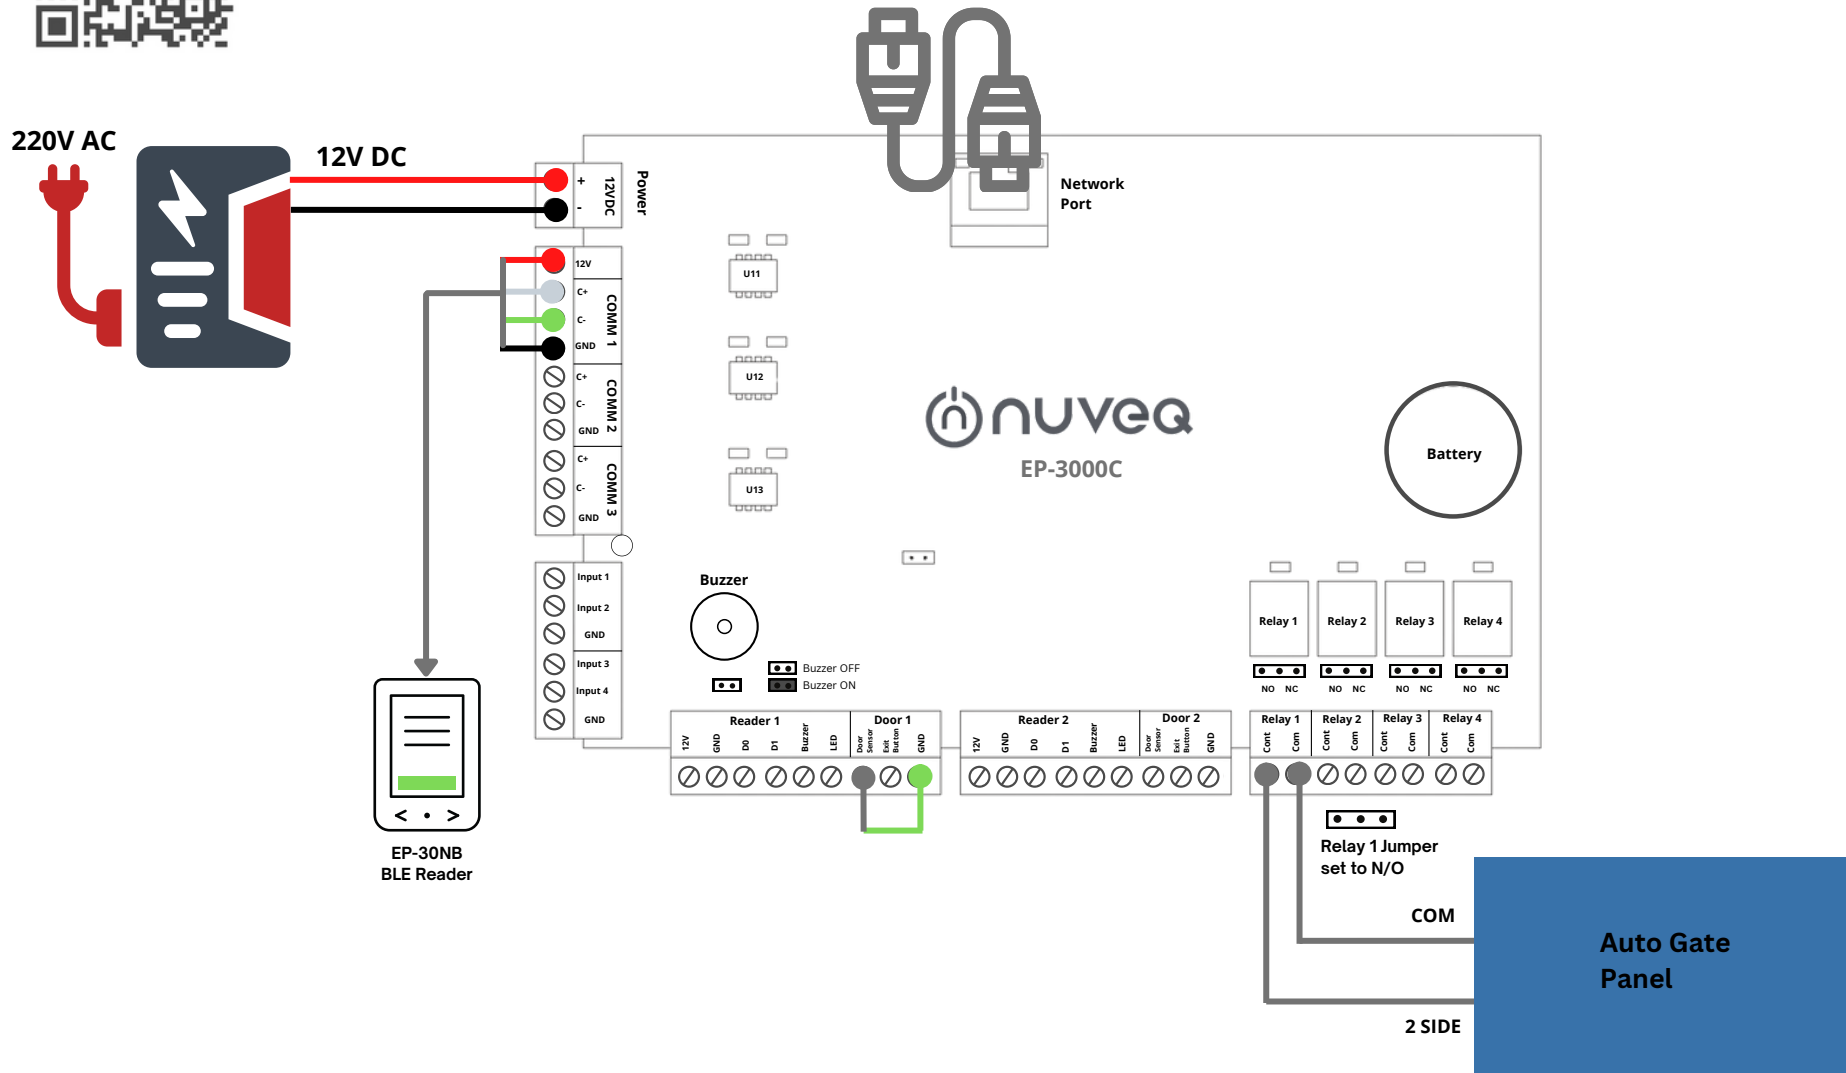 220V AC
12V DC
+
-
12VDC
Power
Network
Port
12V
C+
C-
GND
COMM 1
C+
C-
GND
COMM 2
C+
C-
GND
COMM 3
U11
U12
U13
nuveq
EP-3000C
Battery
Input 1
Input 2
GND
Input 3
Input 4
GND
Buzzer
Buzzer OFF
Buzzer ON
Relay 1
Relay 2
Relay 3
Relay 4
NO NC
NO NC
NO NC
NO NC
Reader 1
12V
GND
D0
D1
Buzzer
LED
Door 1
Door
Sensor
Exit
Button
GND
Reader 2
12V
GND
D0
D1
Buzzer
LED
Door 2
Door
Sensor
Exit
Button
GND
Relay 1
Cont
Com
Relay 2
Cont
Com
Relay 3
Cont
Com
Relay 4
Cont
Com
EP-30NB
BLE Reader
Relay 1 Jumper
set to N/O
COM
2 SIDE
Auto Gate
Panel